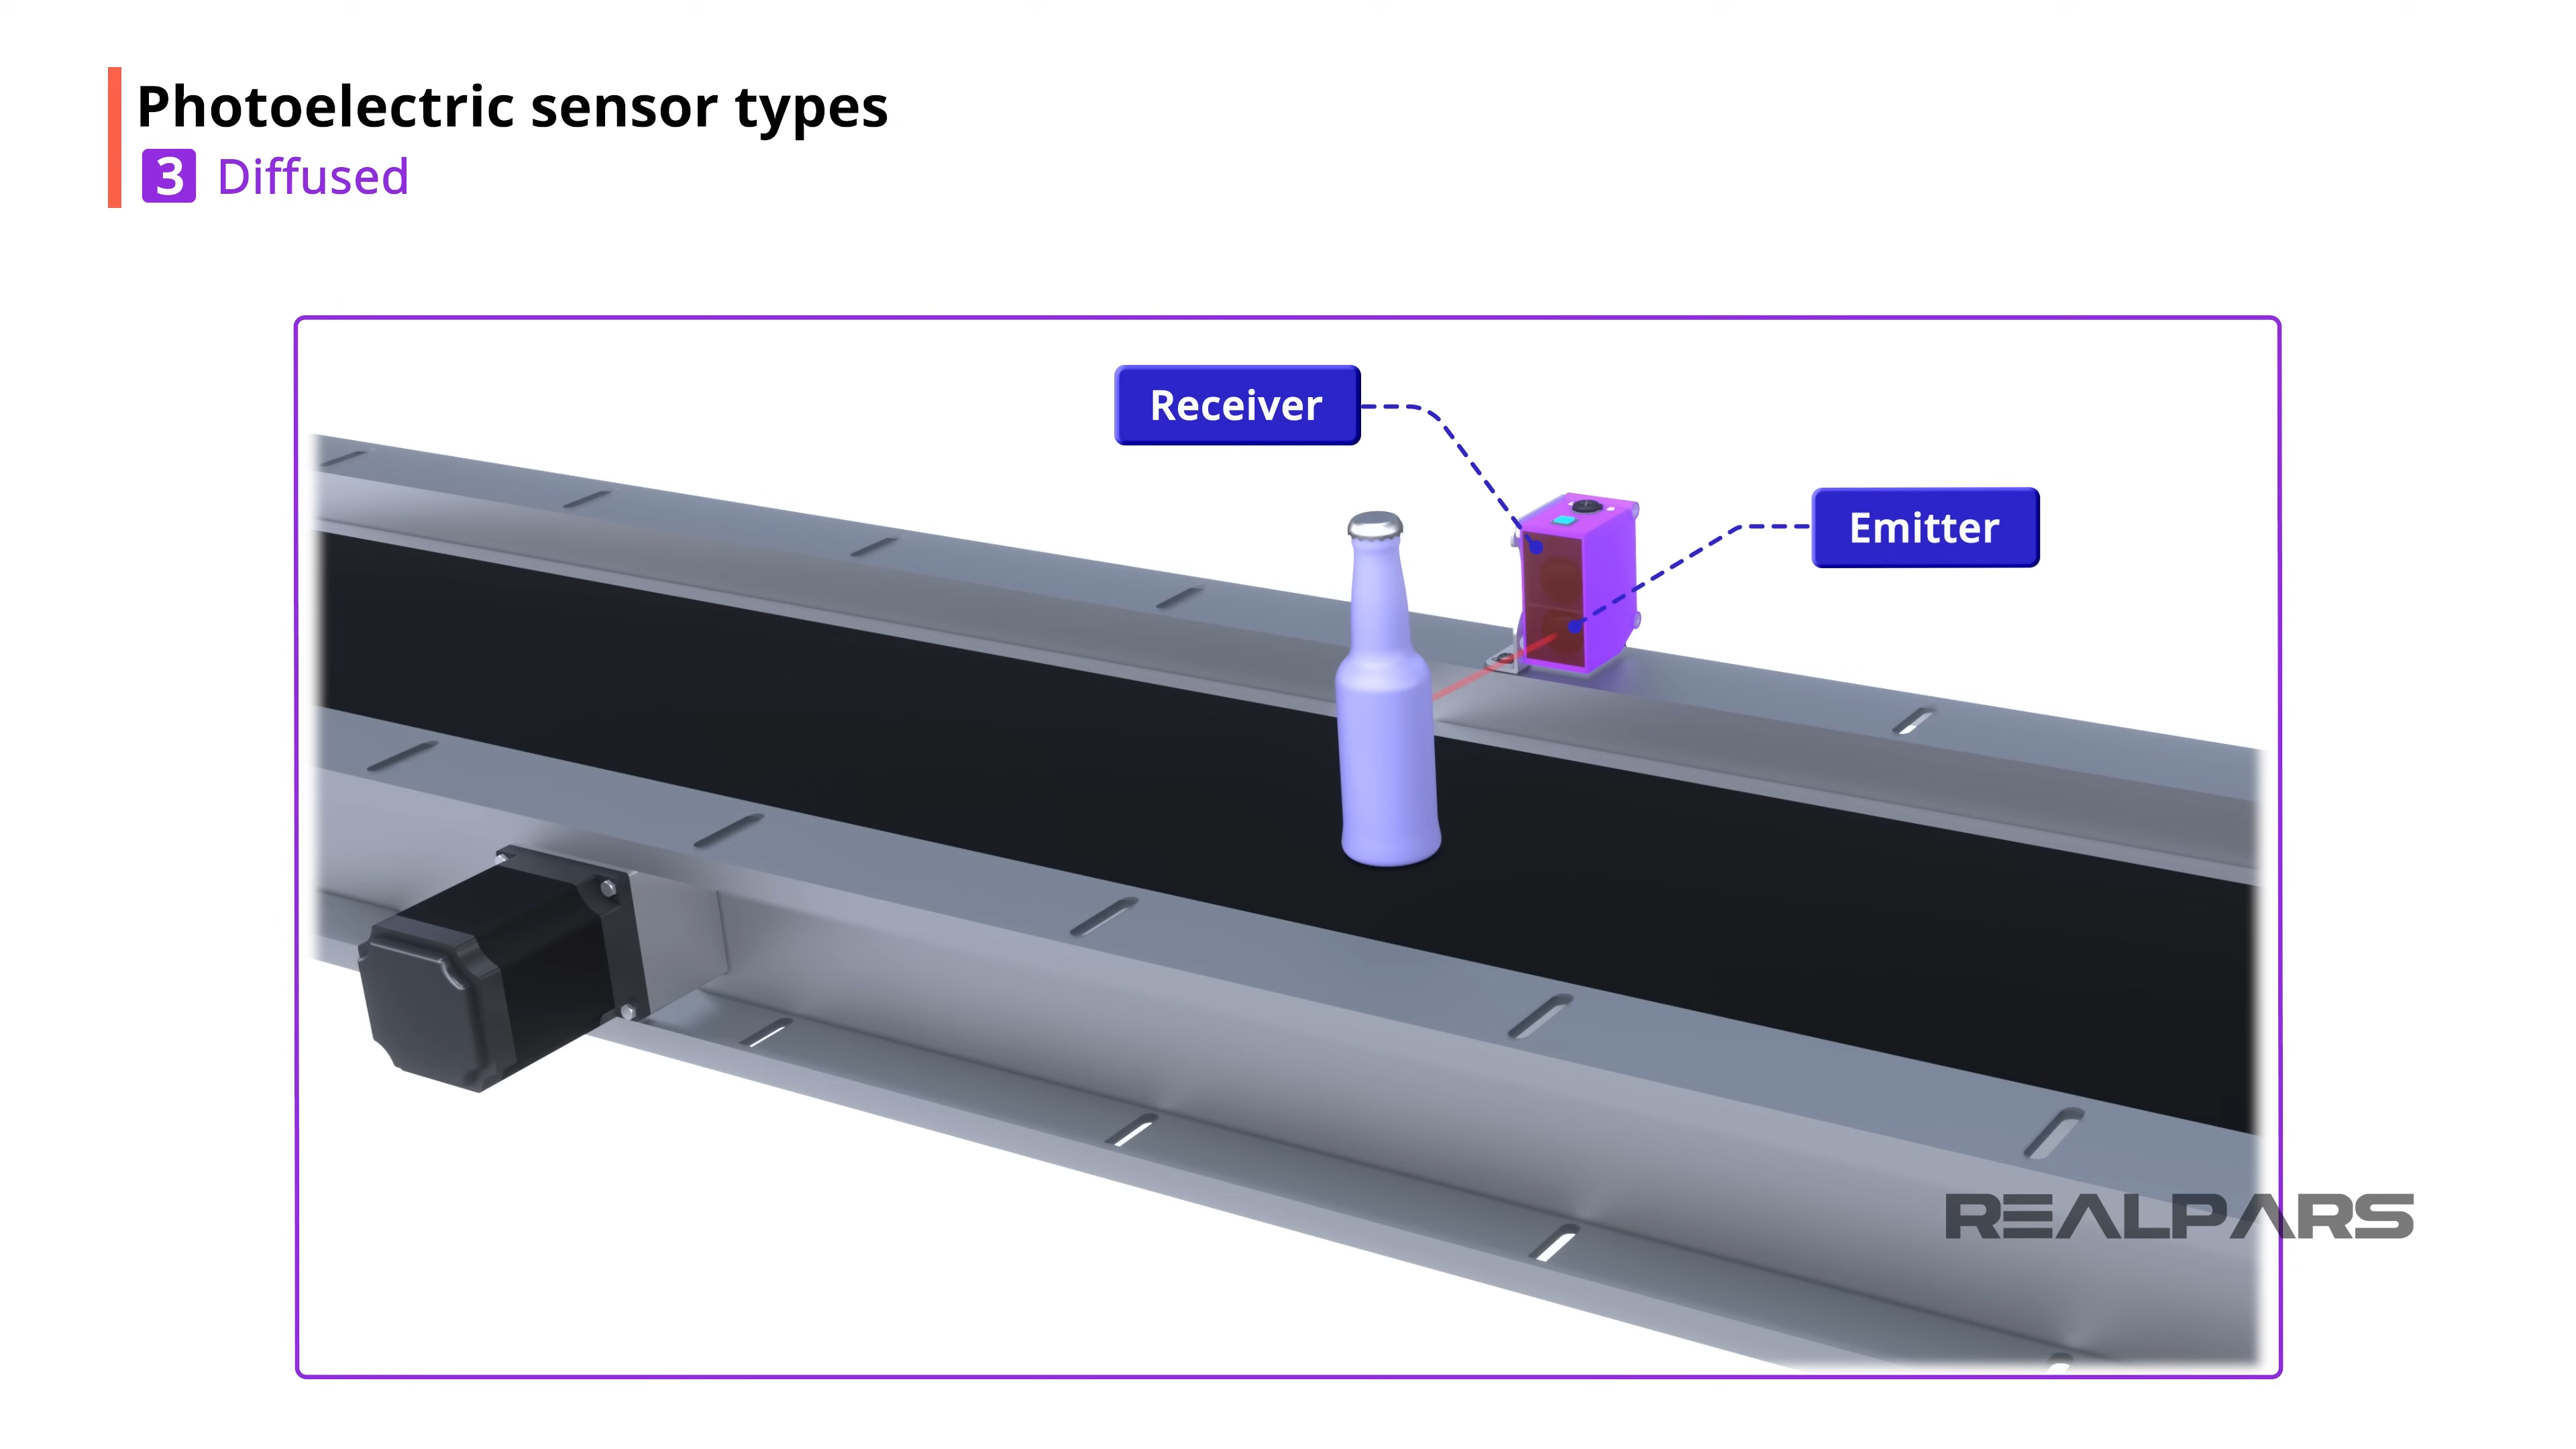 Photoelectric sensor types
3 Diffused
Receiver
Emitter
REALPARS